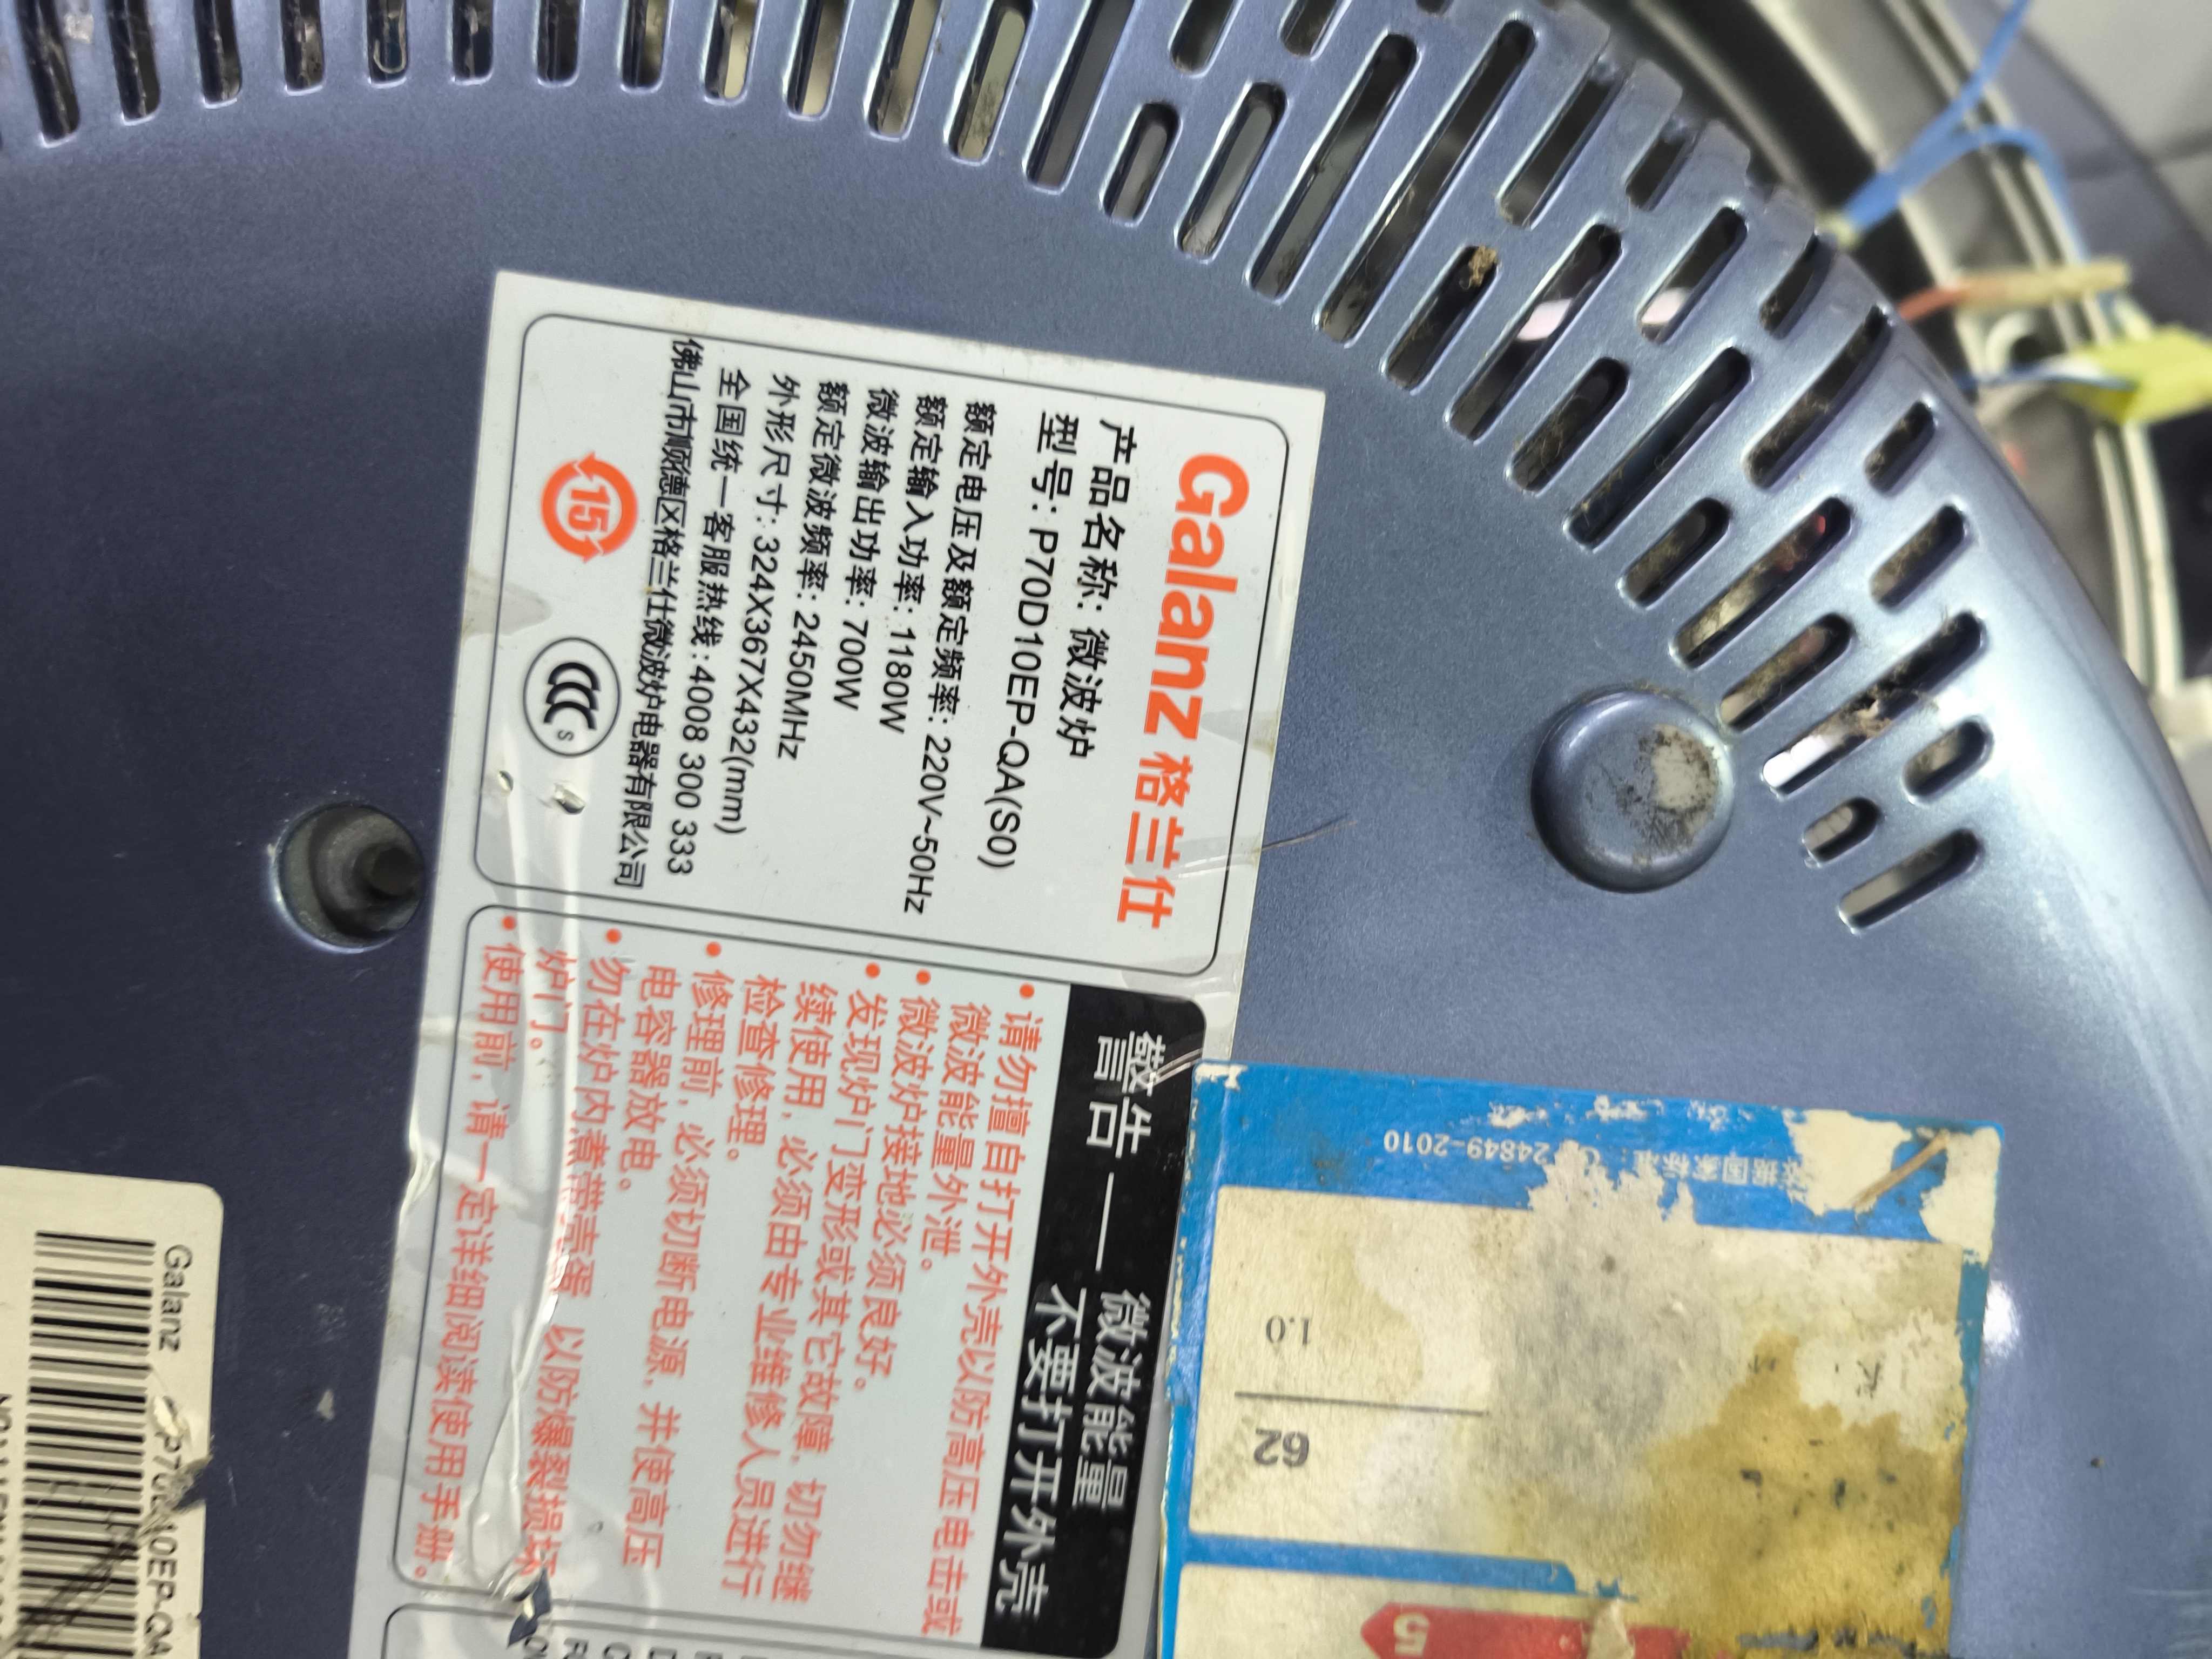 Galanz 格兰仕
产品名称: 微波炉
型号: P70D10EP-QA(S0)
额定电压及额定频率: 220V~50Hz
额定输入功率: 1180W
微波输出功率: 700W
额定微波频率: 2450MHz
外形尺寸: 324X367X432(mm)
全国统一客服热线: 4008 300 333
佛山市顺德区格兰仕微波炉电器有限公司
15
CCC S
警告——微波能量
不要打开外壳
•请勿擅自打开外壳以防高压电击或
微波能量外泄。
•微波炉接地必须良好。
•发现炉门变形或其它故障, 切勿继
续使用, 必须由专业维修人员进行
检查修理。
•修理前, 必须切断电源, 并使高压
电容器放电。
•勿在炉内煮带壳蛋, 以防爆裂损坏
炉门。
•使用前, 请一定详细阅读使用手册。
24849-2010
1.0
62
5
Galanz
10EP-QA